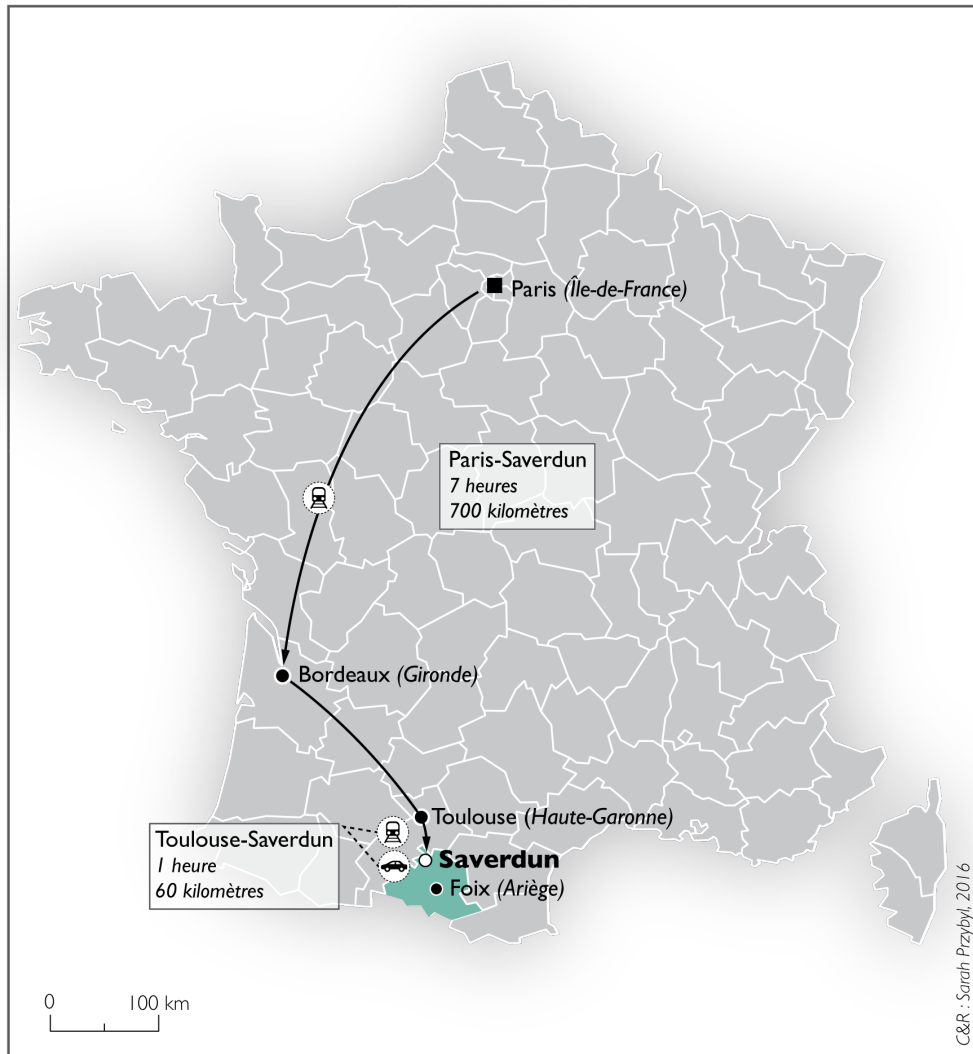 Paris (Île-de-France)
Paris-Saverdun
7 heures
700 kilomètres
Bordeaux (Gironde)
Toulouse (Haute-Garonne)
Toulouse-Saverdun
1 heure
60 kilomètres
Saverdun
Foix (Ariège)
0 100 km
C&R : Sarah Przybyl, 2016